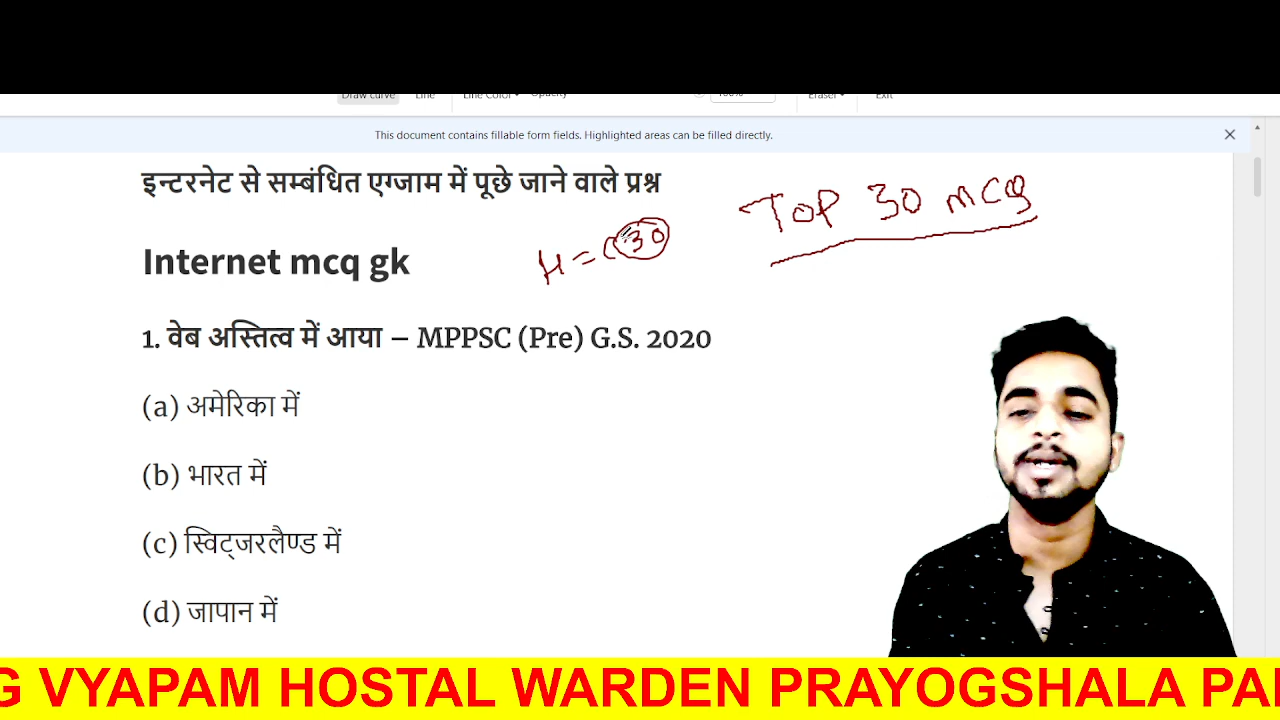 This document contains fillable form fields. Highlighted areas can be filled directly.
इन्टरनेट से सम्बंधित एग्जाम में पूछे जाने वाले प्रश्न
TOP 30 mcq
Internet mcq gk
30
1. वेब अस्तित्व में आया – MPPSC (Pre) G.S. 2020
(a) अमेरिका में
(b) भारत में
(c) स्विट्जरलैण्ड में
(d) जापान में
G VYAPAM HOSTAL WARDEN PRAYOGSHALA PA